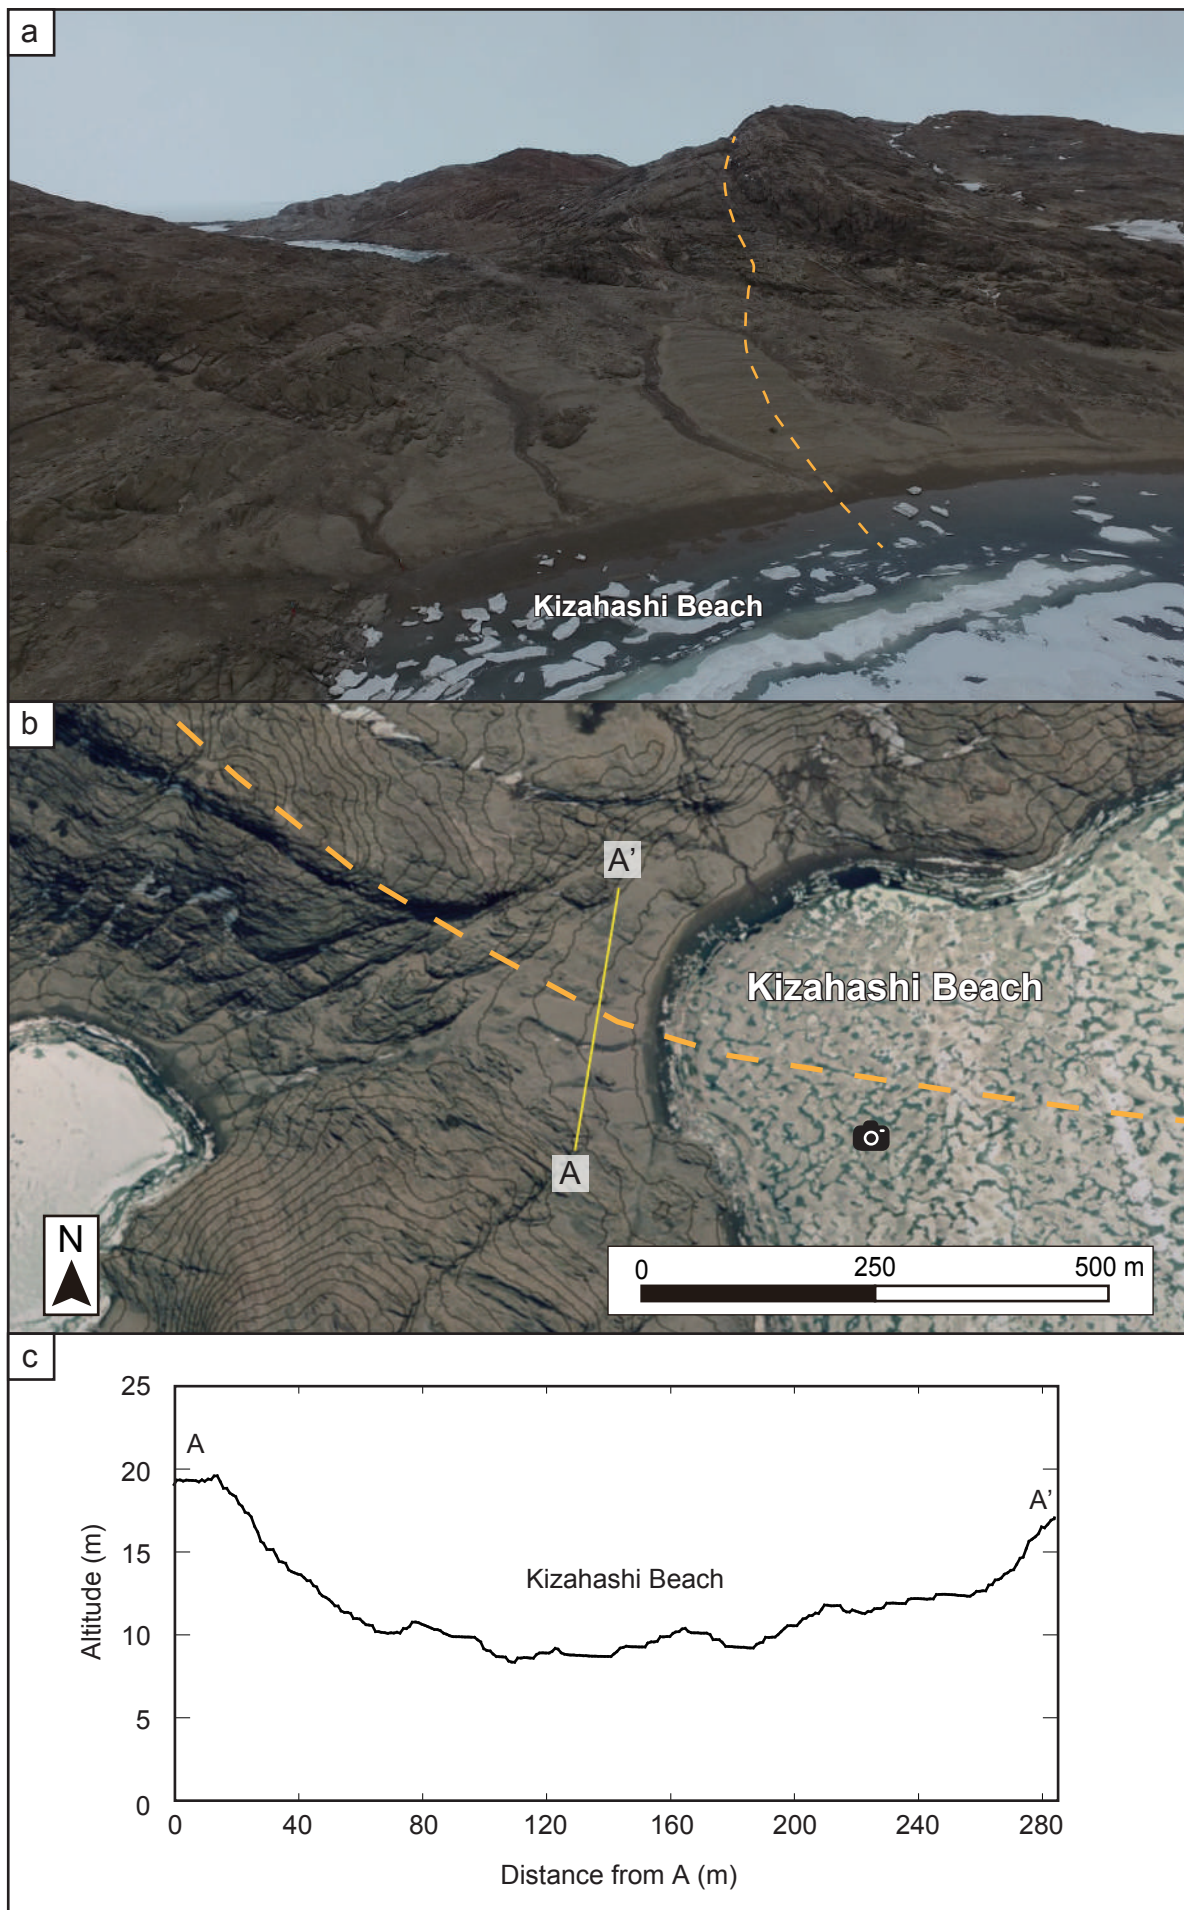 a
Kizahashi Beach
b
A’
Kizahashi Beach
A
N
0 250 500 m
c
25
20
15
10
5
0
Altitude (m)
A
A’
Kizahashi Beach
0 40 80 120 160 200 240 280
Distance from A (m)